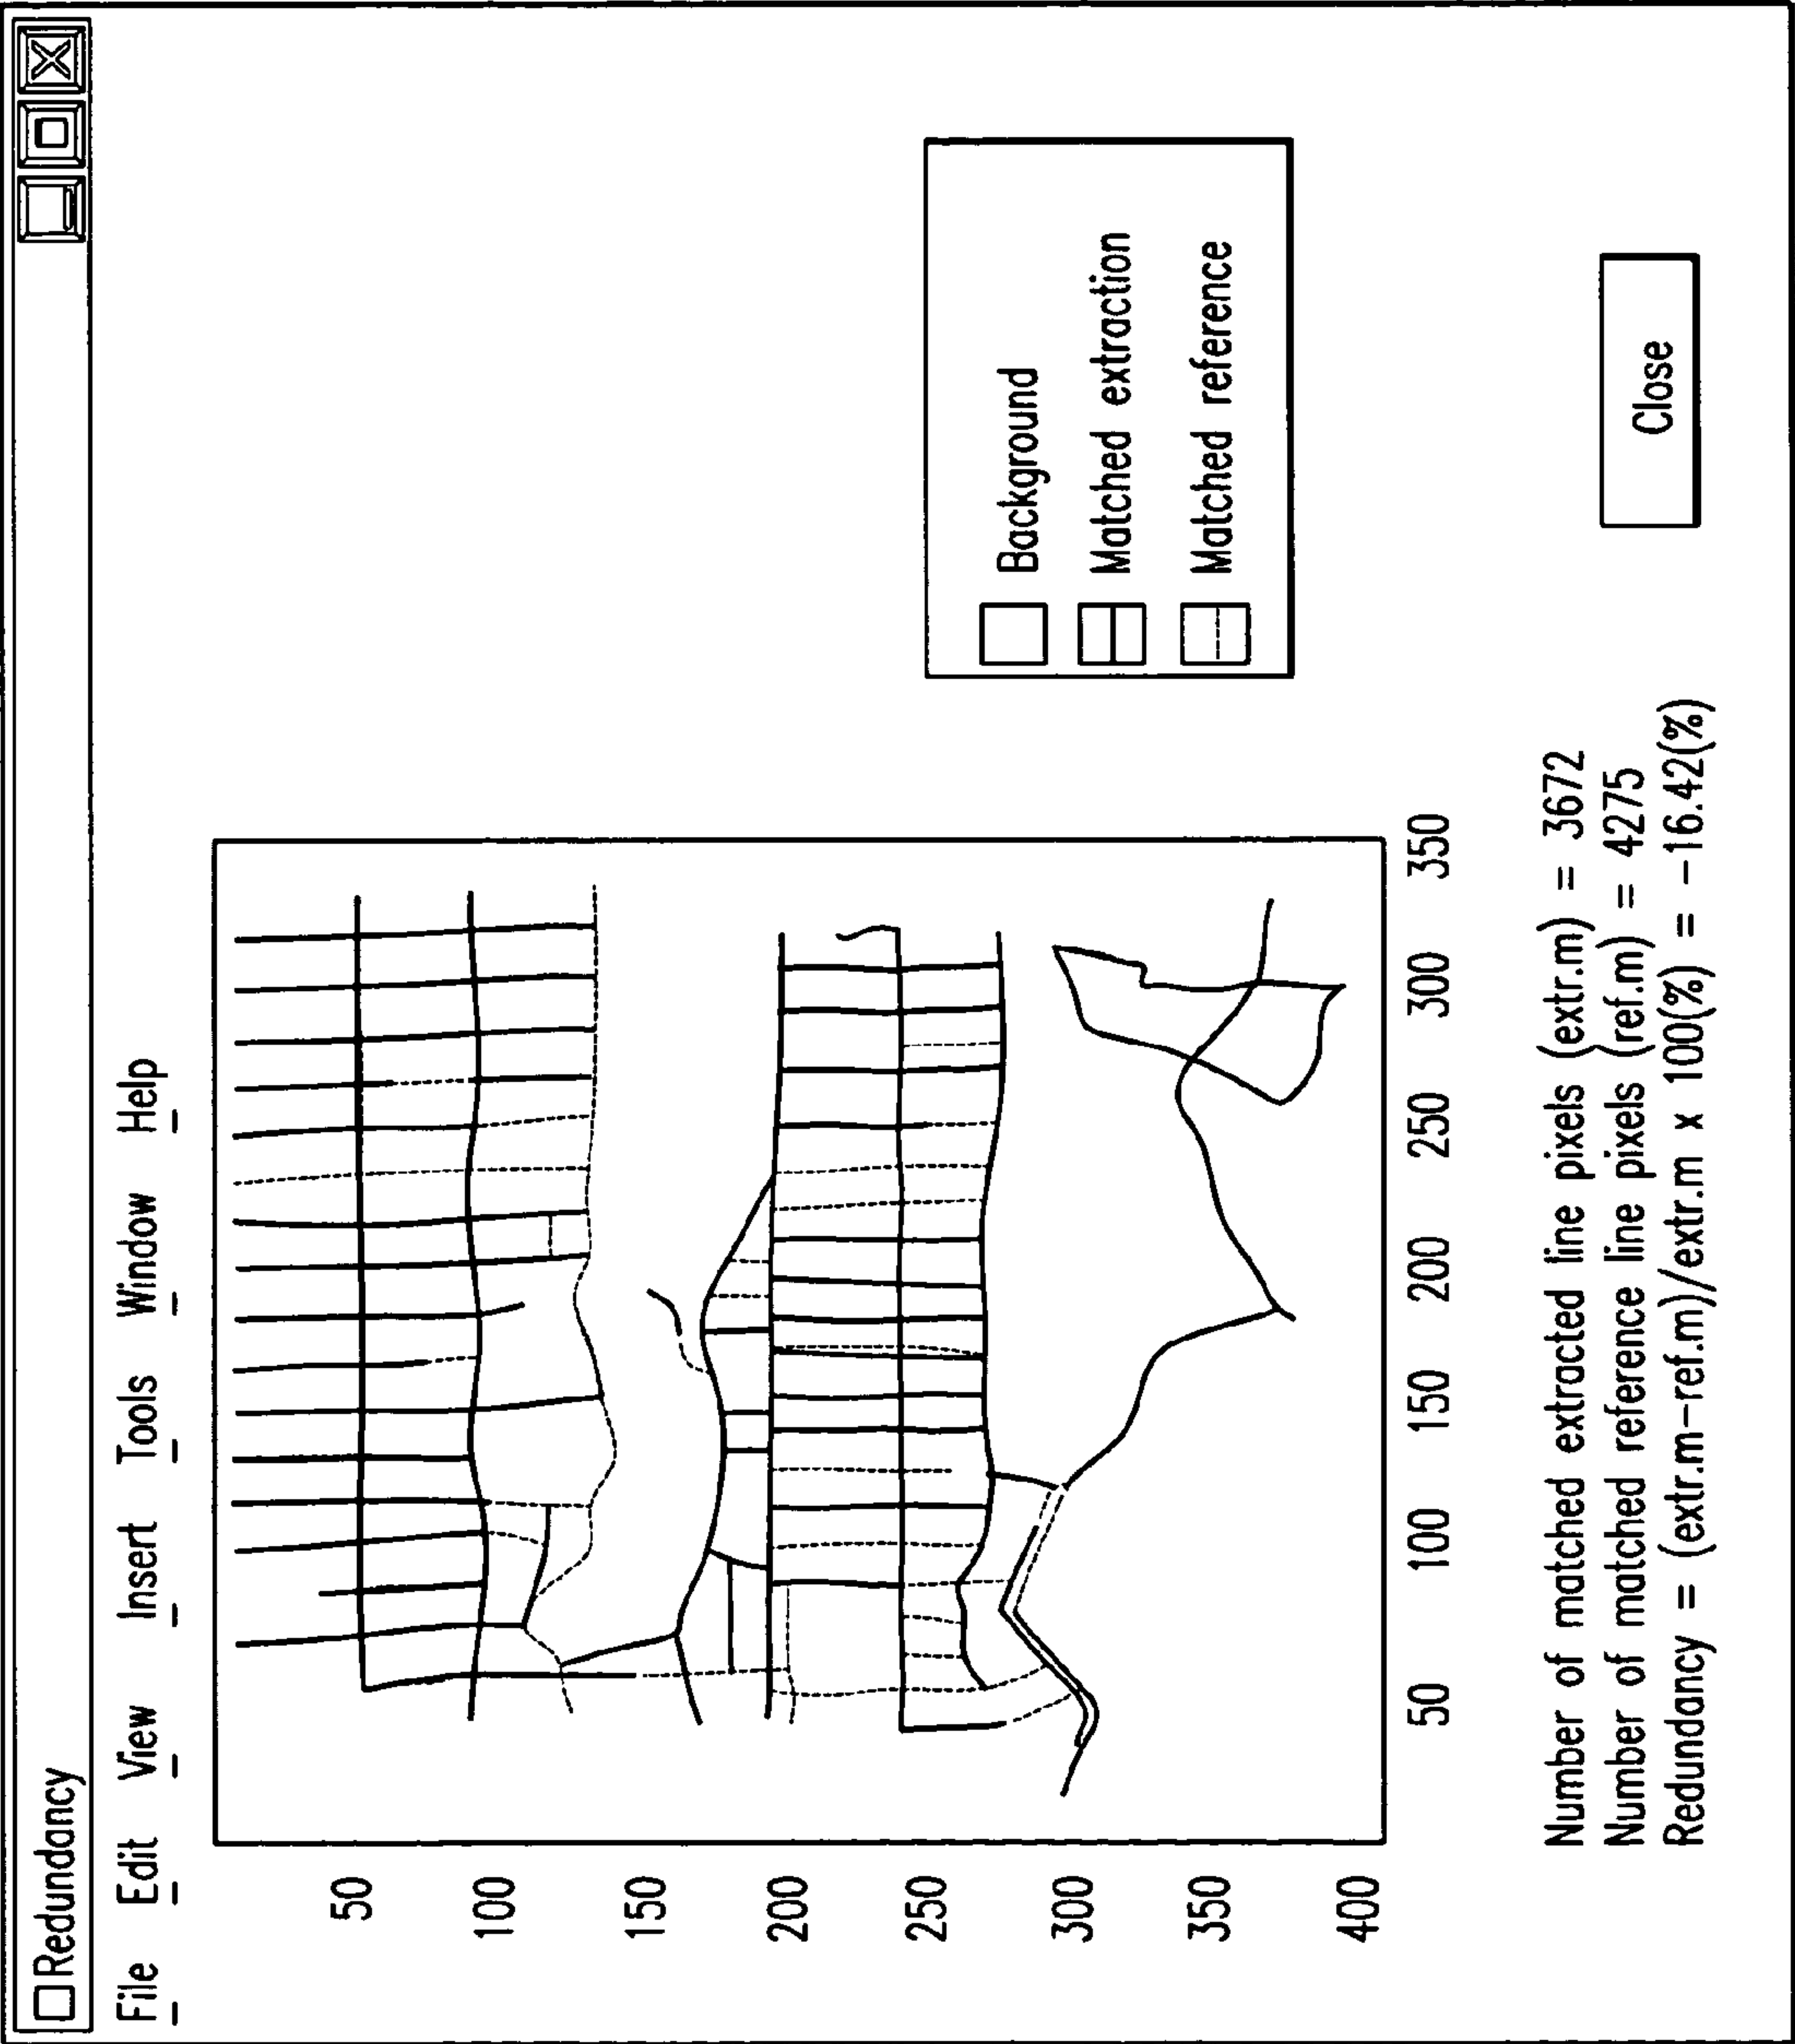 Redundancy
File Edit View Insert Tools Window Help
50
100
150
200
250
300
350
400
50 100 150 200 250 300 350
Background
Matched extraction
Matched reference
Number of matched extracted line pixels (extr.m) = 3672
Number of matched reference line pixels (ref.m) = 4275
Redundancy = (extr.m-ref.m)/extr.m x 100(%) = -16.42(%)
Close